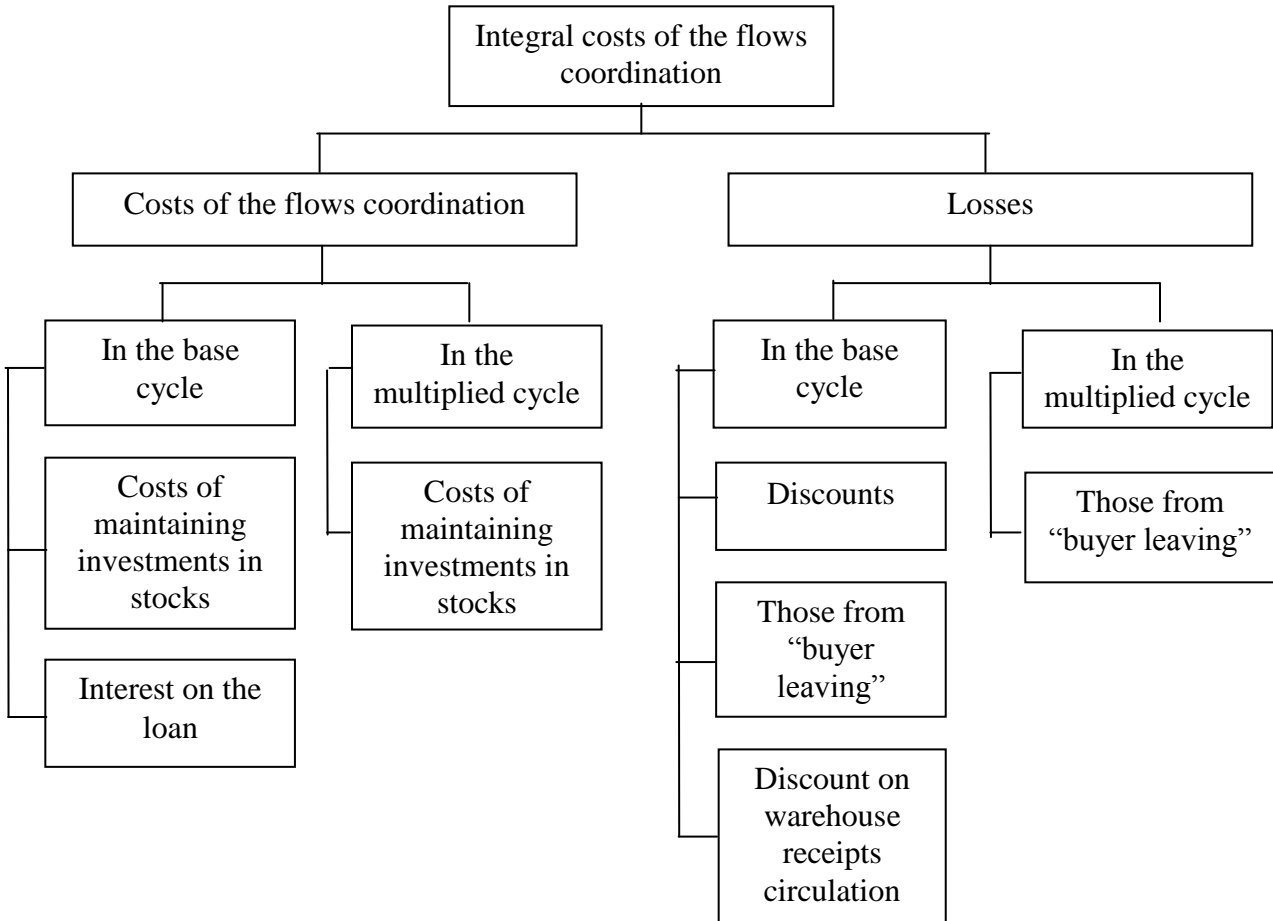 Integral costs of the flows
coordination
Costs of the flows coordination
Losses
In the base
cycle
In the
multiplied cycle
In the base
cycle
In the
multiplied cycle
Costs of
maintaining
investments in
stocks
Costs of
maintaining
investments in
stocks
Discounts
Those from
“buyer leaving”
Interest on the
loan
Those from
“buyer
leaving”
Discount on
warehouse
receipts
circulation